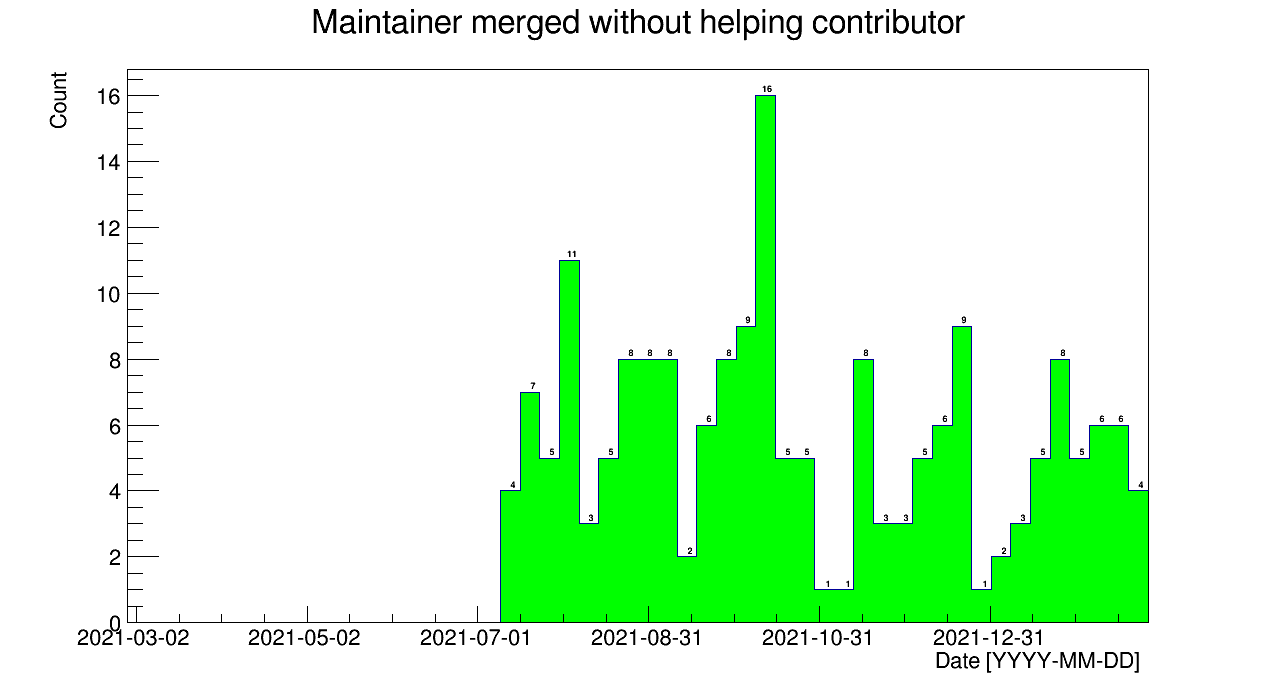 Maintainer merged without helping contributor
Count
16
14
12
10
8
6
4
2
0
4 7 5 11 3 5 8 8 8 2 6 8 9 16 5 5 1 1 8 3 3 5 6 9 1 2 3 5 8 5 6 6 4
2021-03-02 2021-05-02 2021-07-01 2021-08-31 2021-10-31 2021-12-31
Date [YYYY-MM-DD]